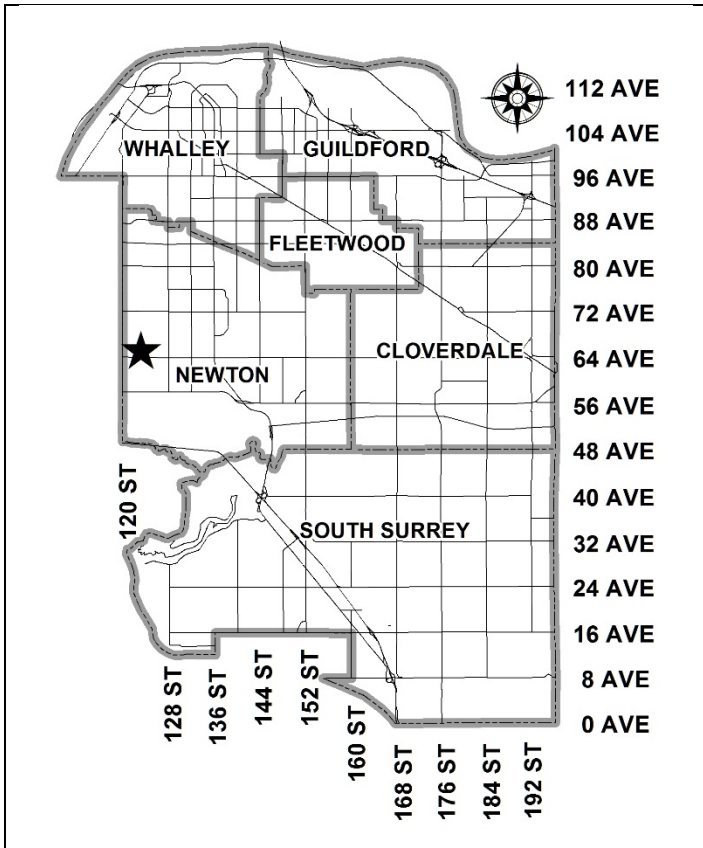 112 AVE
104 AVE
WHALLEY
GUILDFORD
96 AVE
88 AVE
FLEETWOOD
80 AVE
72 AVE
CLOVERDALE
64 AVE
NEWTON
56 AVE
48 AVE
120 ST
40 AVE
SOUTH SURREY
32 AVE
24 AVE
16 AVE
128 ST
136 ST
144 ST
152 ST
160 ST
8 AVE
0 AVE
168 ST
176 ST
184 ST
192 ST